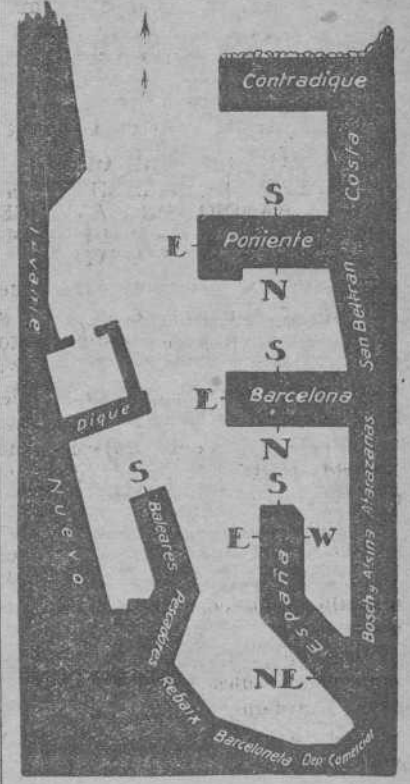 Contradique
Costa
S
E
Poniente
N
Levante
San Beltran
S
E
Barcelona
N
Dique
S
S
Nuevo
Baleares
E
W
España
Bosch y Alsina
Atarazanas
Pescadores
NE
Rebaix
Barceloneta
Dep. Comercial